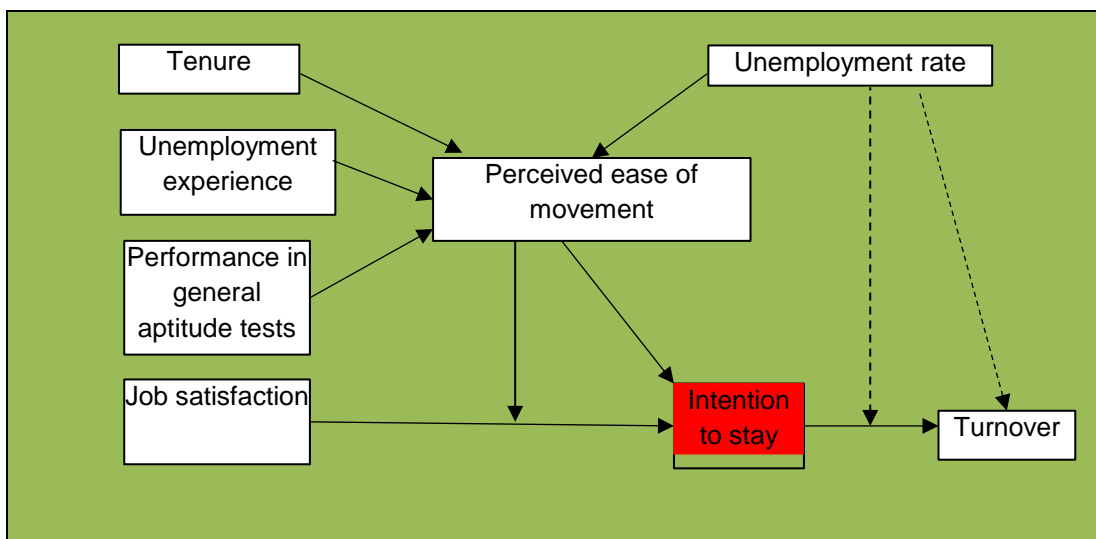 Tenure
Unemployment rate
Unemployment
experience
Perceived ease of
movement
Performance in
general
aptitude tests
Job satisfaction
Intention
to stay
Turnover